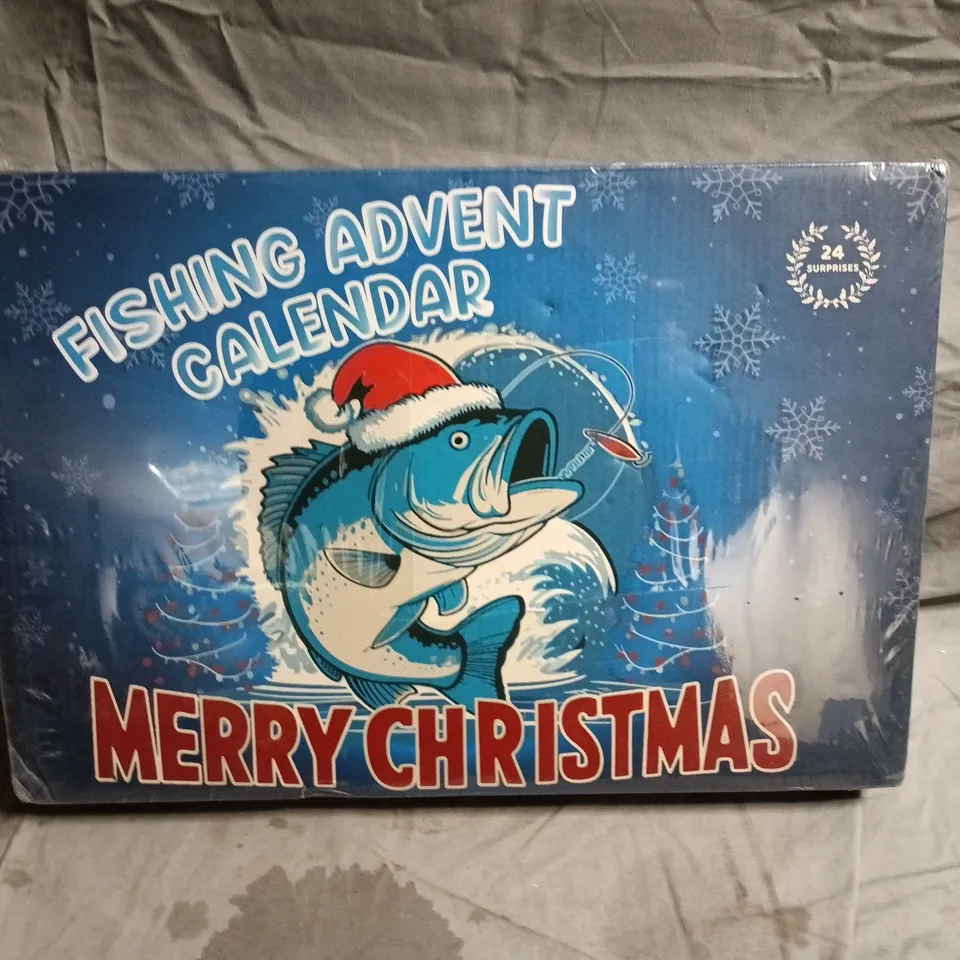 FISHING ADVENT
CALENDAR
24
SURPRISES
MERRY CHRISTMAS